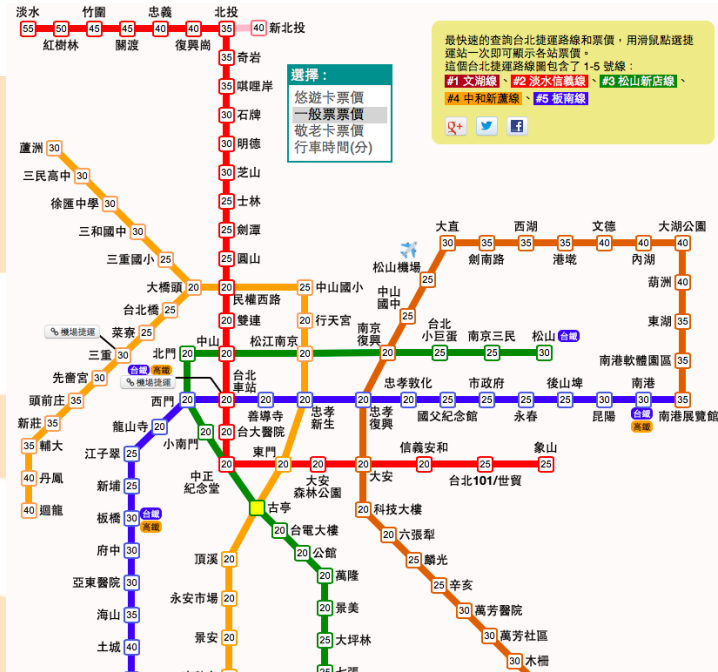 淡水 竹圍 忠義 北投
55 50 45 40 40 40 35 40 新北投
紅樹林 關渡 復興崗
最快速的查詢台北捷運路線和票價，用滑鼠點選捷
運站一次即可顯示各站票價。
這個台北捷運路線圖包含了 1-5 號線：
#1 文湖線、#2 淡水信義線、#3 松山新店線、
#4 中和新蘆線、#5 板南線
g+
選擇：
悠遊卡票價
一般票票價
敬老卡票價
行車時間(分)
35 奇岩
35 唭哩岸
30 石牌
30 明德
30 芝山
25 士林
25 劍潭
25 圓山
蘆洲 30
三民高中 30
徐匯中學 30
三和國中 30
三重國小 25
大橋頭 20
20 民權西路
25 中山國小
台北橋 25
菜寮 25
機場捷運
三重 30
先嗇宮 30
頭前庄 35
新莊 35
35 輔大
40 丹鳳
40 迴龍
20 雙連
20 行天宮
大直 西湖 文德 大湖公園
30 35 35 35 40 40 40
劍南路 港墘 內湖
松山機場 25
中山
國中 25
葫洲 40
東湖 35
南港軟體園區 35
北門 中山 松江南京 南京
復興 台北
小巨蛋 南京三民 松山 台鐵
20 20 20 20 25 25 30
台鐵 高鐵
機場捷運
台北
車站
西門 忠孝敦化 市政府 後山埤 南港
20 20 20 20 20 20 20 25 25 30 30 35
善導寺 忠孝
新生 忠孝
復興 國父紀念館 永春 昆陽 台鐵
高鐵 南港展覽館
龍山寺 20
小南門 20
20 台大醫院
東門 信義安和 象山
20 20 20 20 20 25 25
中正
紀念堂 大安
森林公園 大安 台北101/世貿
江子翠 25
新埔 25
板橋 30 台鐵
高鐵
府中 30
亞東醫院 30
海山 35
土城 40
古亭
20 台電大樓
20 公館
20 萬隆
20 景美
25 大坪林
25 七張
頂溪 20
永安市場 20
景安 20
20 科技大樓
20 六張犁
25 麟光
25 辛亥
30 萬芳醫院
30 萬芳社區
30 木柵